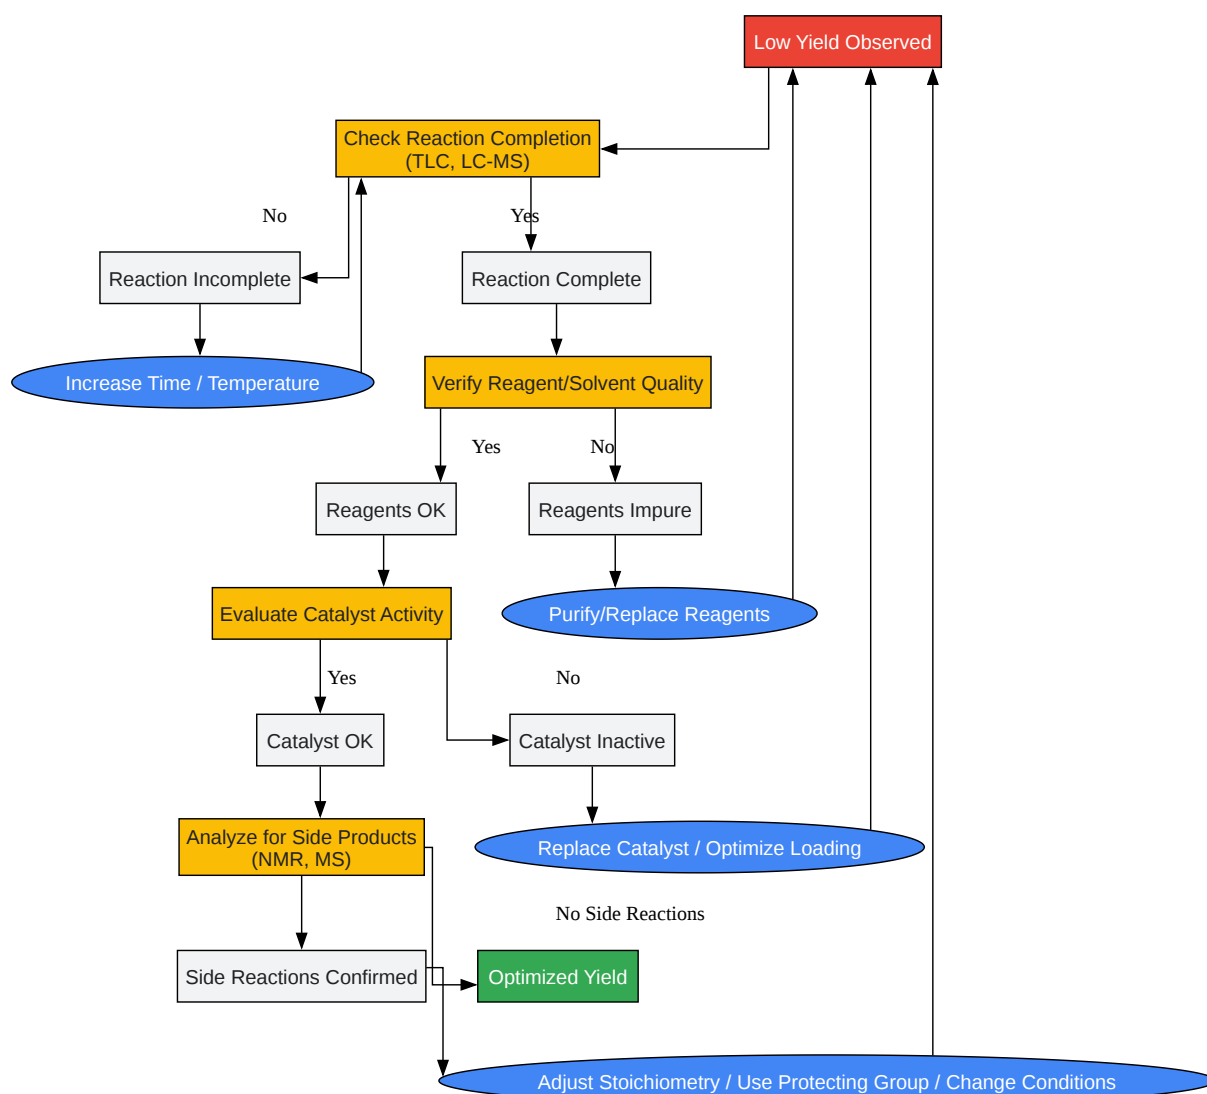 Low Yield Observed
Check Reaction Completion
(TLC, LC-MS)
No
Yes
Reaction Incomplete
Reaction Complete
Increase Time / Temperature
Verify Reagent/Solvent Quality
Yes
No
Reagents OK
Reagents Impure
Evaluate Catalyst Activity
Purify/Replace Reagents
Yes
No
Catalyst OK
Catalyst Inactive
Analyze for Side Products
(NMR, MS)
Replace Catalyst / Optimize Loading
No Side Reactions
Side Reactions Confirmed
Optimized Yield
Adjust Stoichiometry / Use Protecting Group / Change Conditions